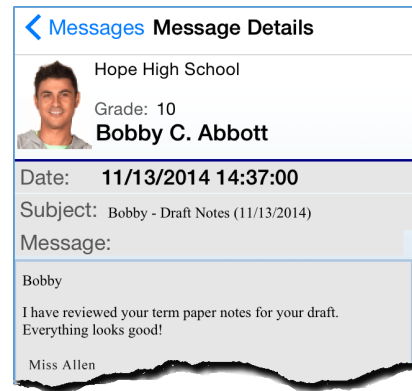 Messages Message Details
Hope High School
Grade: 10
Bobby C. Abbott
Date: 11/13/2014 14:37:00
Subject: Bobby - Draft Notes (11/13/2014)
Message:
Bobby
I have reviewed your term paper notes for your draft.
Everything looks good!
Miss Allen